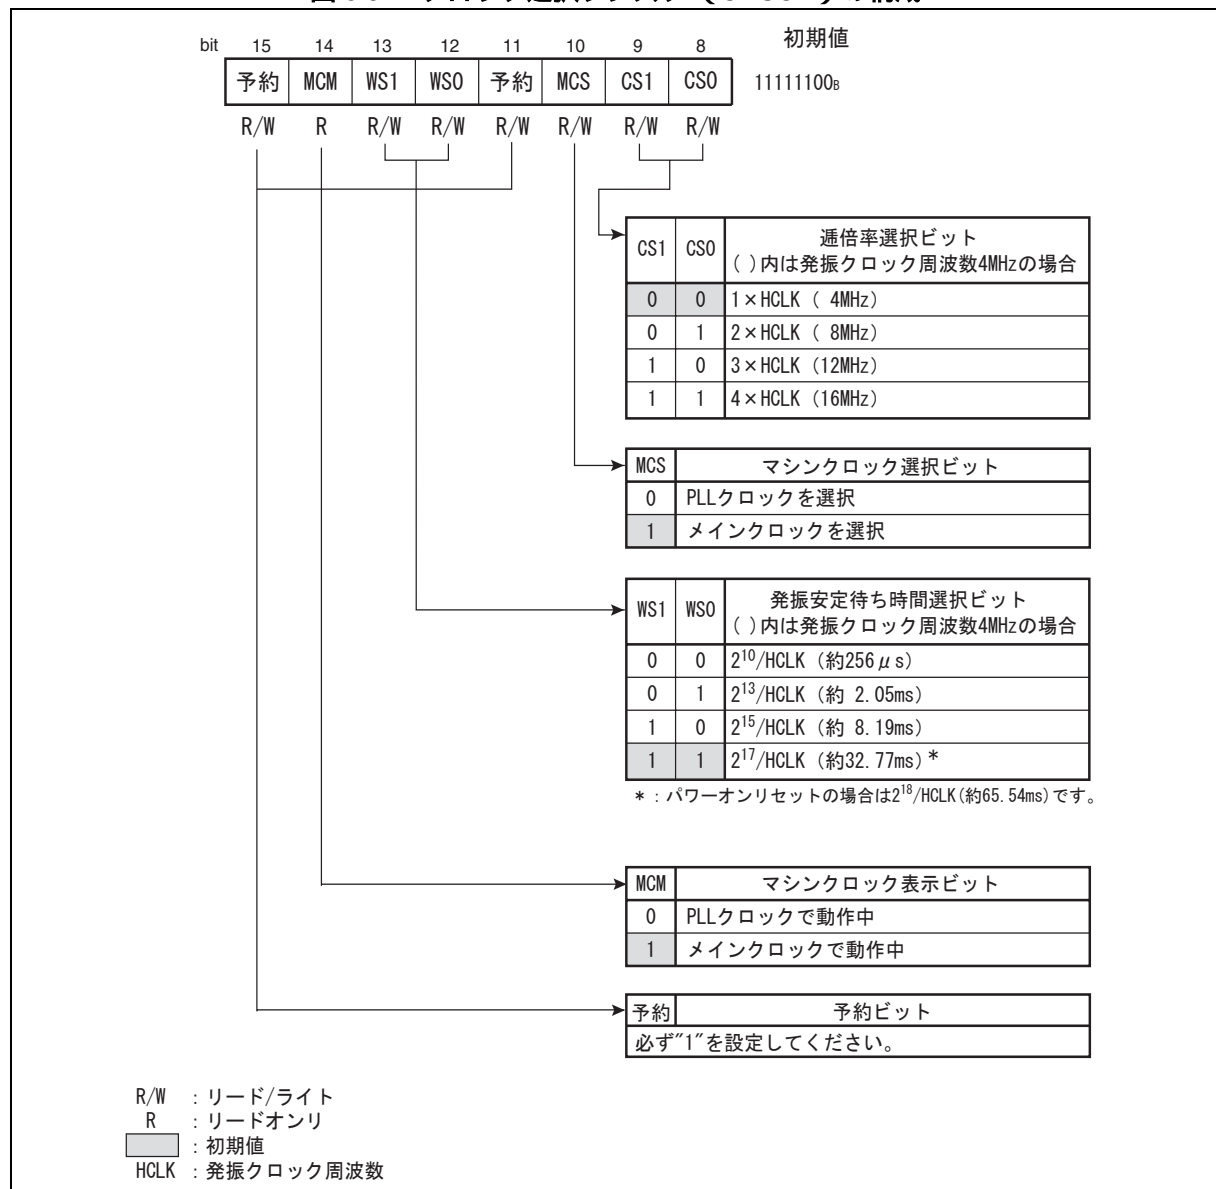 bit 15 14 13 12 11 10 9 8 初期値
予約 MCM WS1 WS0 予約 MCS CS1 CS0 11111100B
R/W R R/W R/W R/W R/W R/W R/W
CS1 CS0 逓倍率選択ビット
( )内は発振クロック周波数4MHzの場合
0 0 1×HCLK ( 4MHz)
0 1 2×HCLK ( 8MHz)
1 0 3×HCLK (12MHz)
1 1 4×HCLK (16MHz)
MCS マシンクロック選択ビット
0 PLLクロックを選択
1 メインクロックを選択
WS1 WS0 発振安定待ち時間選択ビット
( )内は発振クロック周波数4MHzの場合
0 0 2^10/HCLK (約256μs)
0 1 2^13/HCLK (約 2.05ms)
1 0 2^15/HCLK (約 8.19ms)
1 1 2^17/HCLK (約32.77ms)*
*:パワーオンリセットの場合は2^18/HCLK(約65.54ms)です。
MCM マシンクロック表示ビット
0 PLLクロックで動作中
1 メインクロックで動作中
予約 予約ビット
必ず"1"を設定してください。
R/W :リード/ライト
R :リードオンリ
:初期値
HCLK :発振クロック周波数